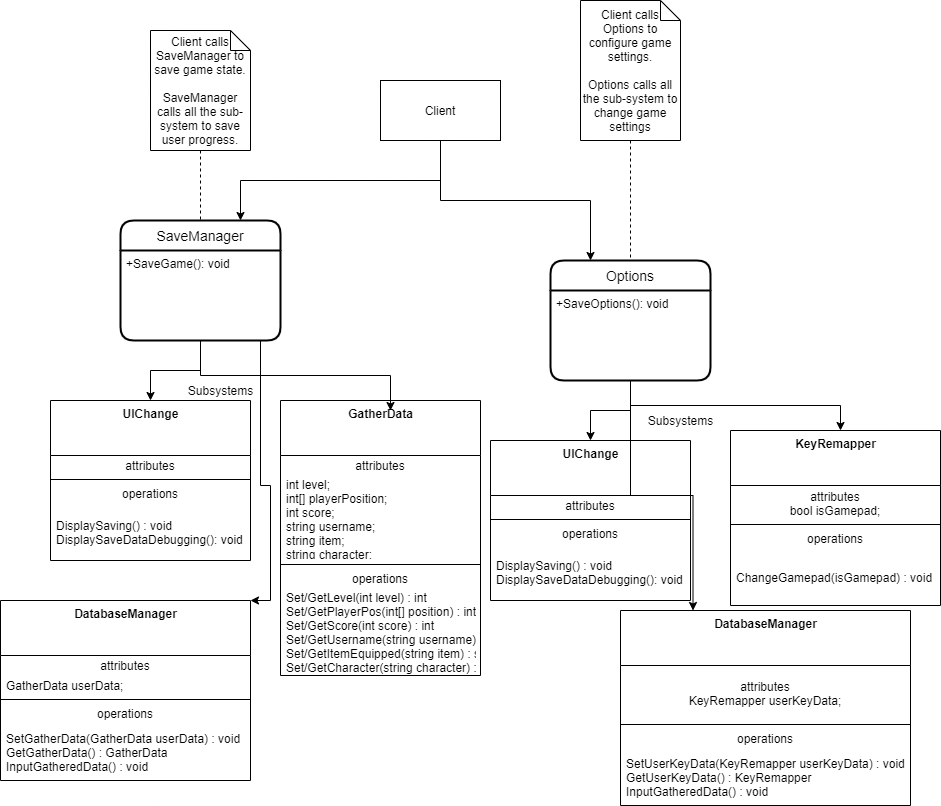 Client calls
SaveManager to
save game state.
SaveManager
calls all the sub-
system to save
user progress.
Client
Client calls
Options to
configure game
settings.
Options calls all
the sub-system to
change game
settings
SaveManager
+SaveGame(): void
Options
+SaveOptions(): void
Subsystems
UIChange
attributes
operations
DisplaySaving() : void
DisplaySaveDataDebugging(): void
GatherData
attributes
int level;
int[] playerPosition;
int score;
string username;
string item;
string character;
operations
Set/GetLevel(int level) : int
Set/GetPlayerPos(int[] position) : int
Set/GetScore(int score) : int
Set/GetUsername(string username)
Set/GetItemEquipped(string item) :
Set/GetCharacter(string character) :
DatabaseManager
attributes
GatherData userData;
operations
SetGatherData(GatherData userData) : void
GetGatherData() : GatherData
InputGatheredData() : void
Subsystems
UIChange
attributes
operations
DisplaySaving() : void
DisplaySaveDataDebugging(): void
KeyRemapper
attributes
bool isGamepad;
operations
ChangeGamepad(isGamepad) : void
DatabaseManager
attributes
KeyRemapper userKeyData;
operations
SetUserKeyData(KeyRemapper userKeyData) : void
GetUserKeyData() : KeyRemapper
InputGatheredData() : void